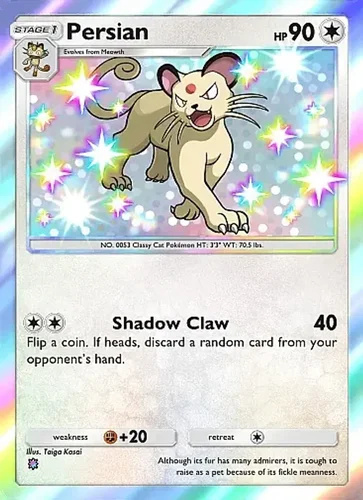 STAGE 1 Persian HP 90
Evolves from Meowth
NO. 0053 Classy Cat Pokémon HT: 3'3" WT: 70.5 lbs.
Shadow Claw 40
Flip a coin. If heads, discard a random card from your
opponent's hand.
weakness +20 retreat
Illus. Taiga Kasai
Although its fur has many admirers, it is tough to
raise as a pet because of its fickle meanness.